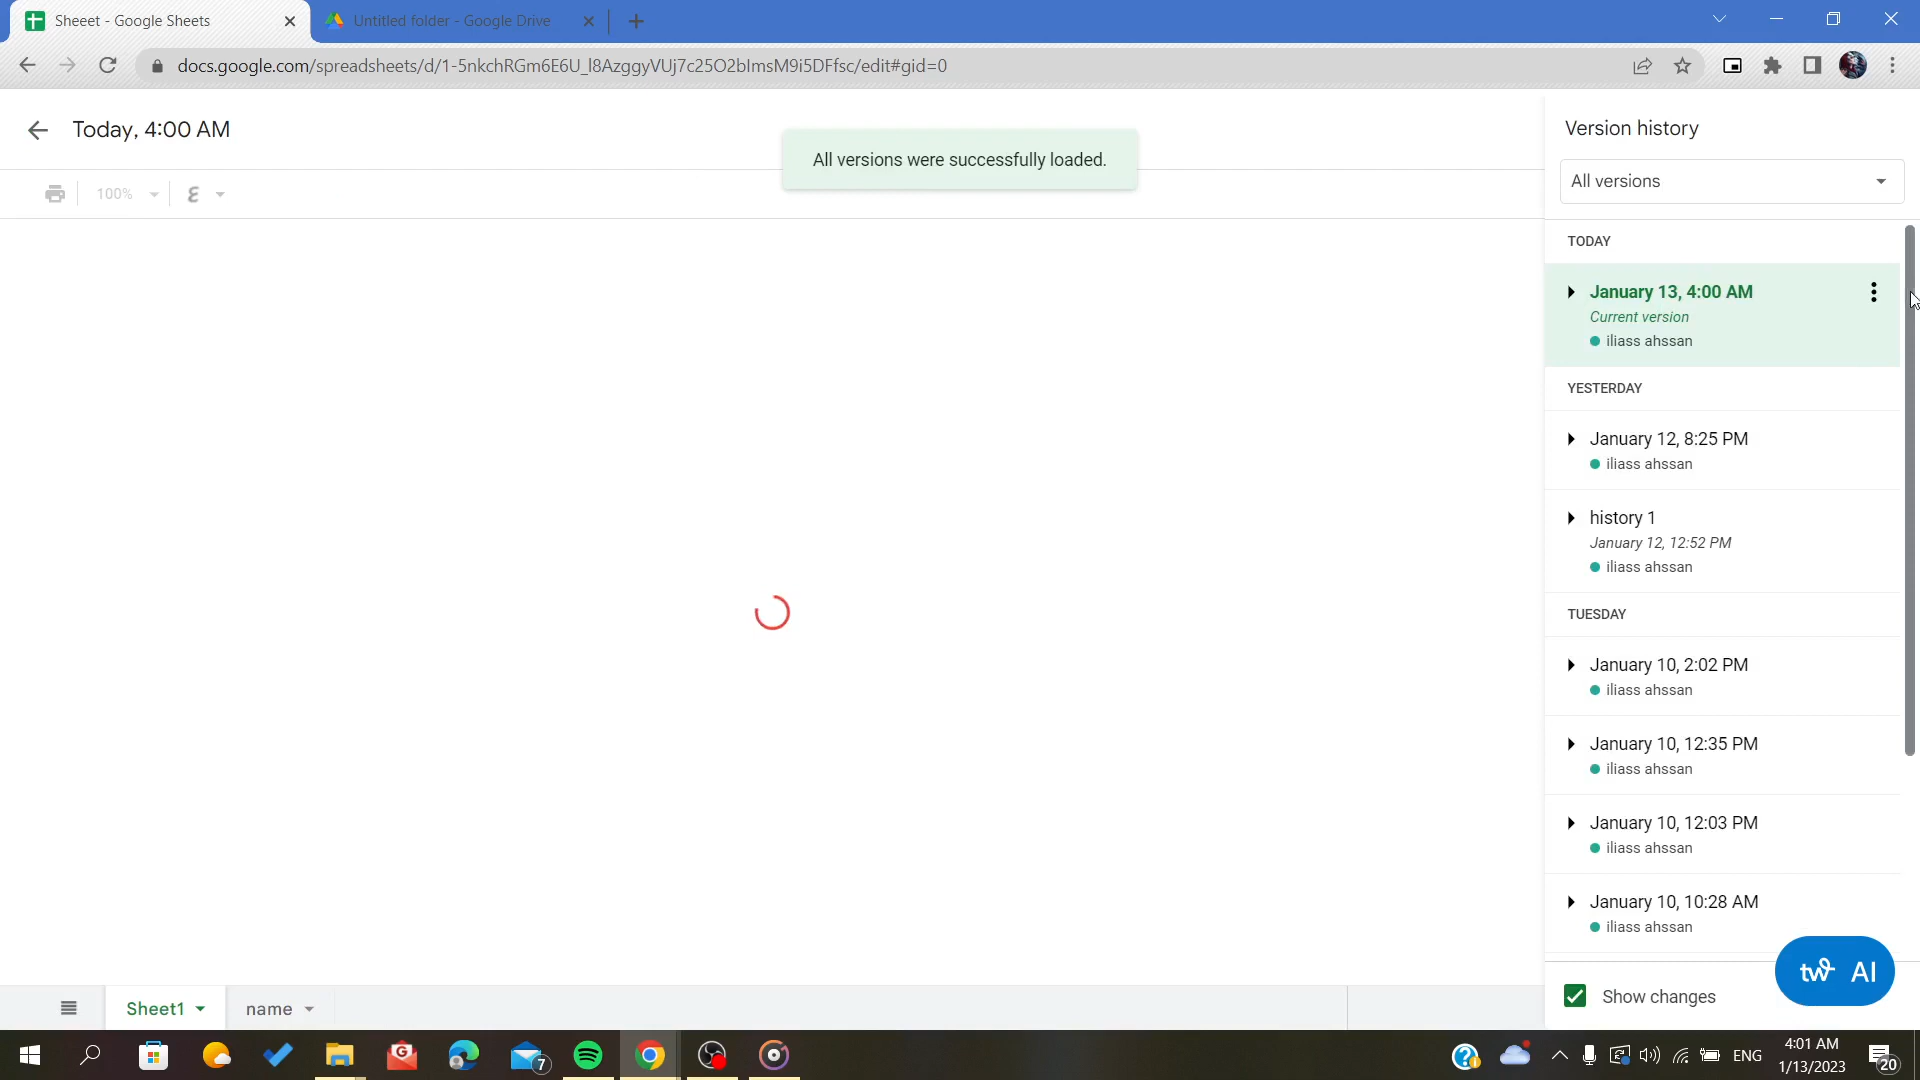 Sheeet - Google Sheets
Untitled folder - Google Drive
docs.google.com/spreadsheets/d/1-5nkchRGm6E6U_l8AzggyVUj7c25O2bImsM9i5DFfsc/edit#gid=0
Today, 4:00 AM
All versions were successfully loaded.
100%
Version history
All versions
TODAY
January 13, 4:00 AM
Current version
iliass ahssan
YESTERDAY
January 12, 8:25 PM
iliass ahssan
history 1
January 12, 12:52 PM
iliass ahssan
TUESDAY
January 10, 2:02 PM
iliass ahssan
January 10, 12:35 PM
iliass ahssan
January 10, 12:03 PM
iliass ahssan
January 10, 10:28 AM
iliass ahssan
tw AI
Show changes
Sheet1
name
7
ENG
4:01 AM
1/13/2023
20